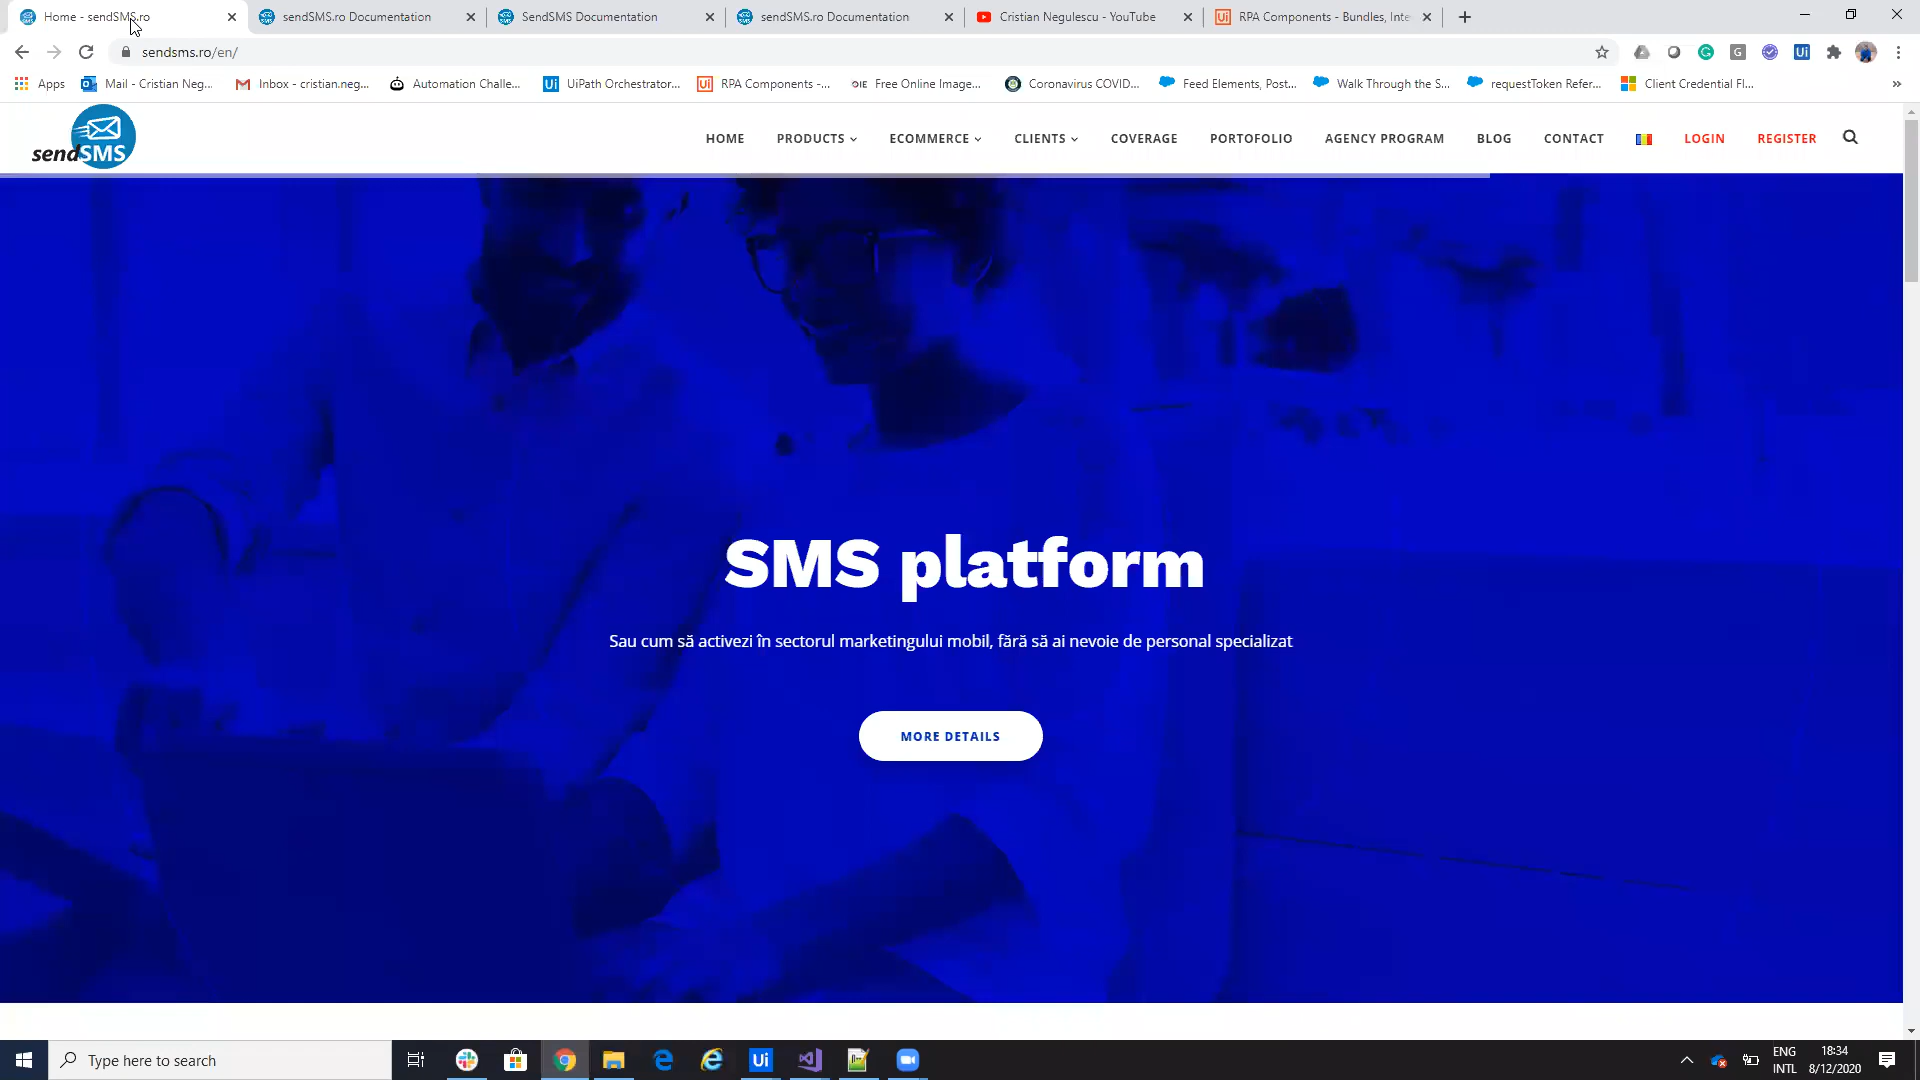 Home - sendSMS.ro
sendSMS.ro Documentation
SendSMS Documentation
sendSMS.ro Documentation
Cristian Negulescu - YouTube
RPA Components - Bundles, Inte
sendsms.ro/en/
Apps
Mail - Cristian Neg...
Inbox - cristian.neg...
Automation Challe...
UiPath Orchestrator...
RPA Components -...
Free Online Image...
Coronavirus COVID...
Feed Elements, Post...
Walk Through the S...
requestToken Refer...
Client Credential Fl...
sendSMS
HOME
PRODUCTS
ECOMMERCE
CLIENTS
COVERAGE
PORTOFOLIO
AGENCY PROGRAM
BLOG
CONTACT
LOGIN
REGISTER
SMS platform
Sau cum să activezi în sectorul marketingului mobil, fără să ai nevoie de personal specializat
MORE DETAILS
Type here to search
ENG
INTL
18:34
8/12/2020